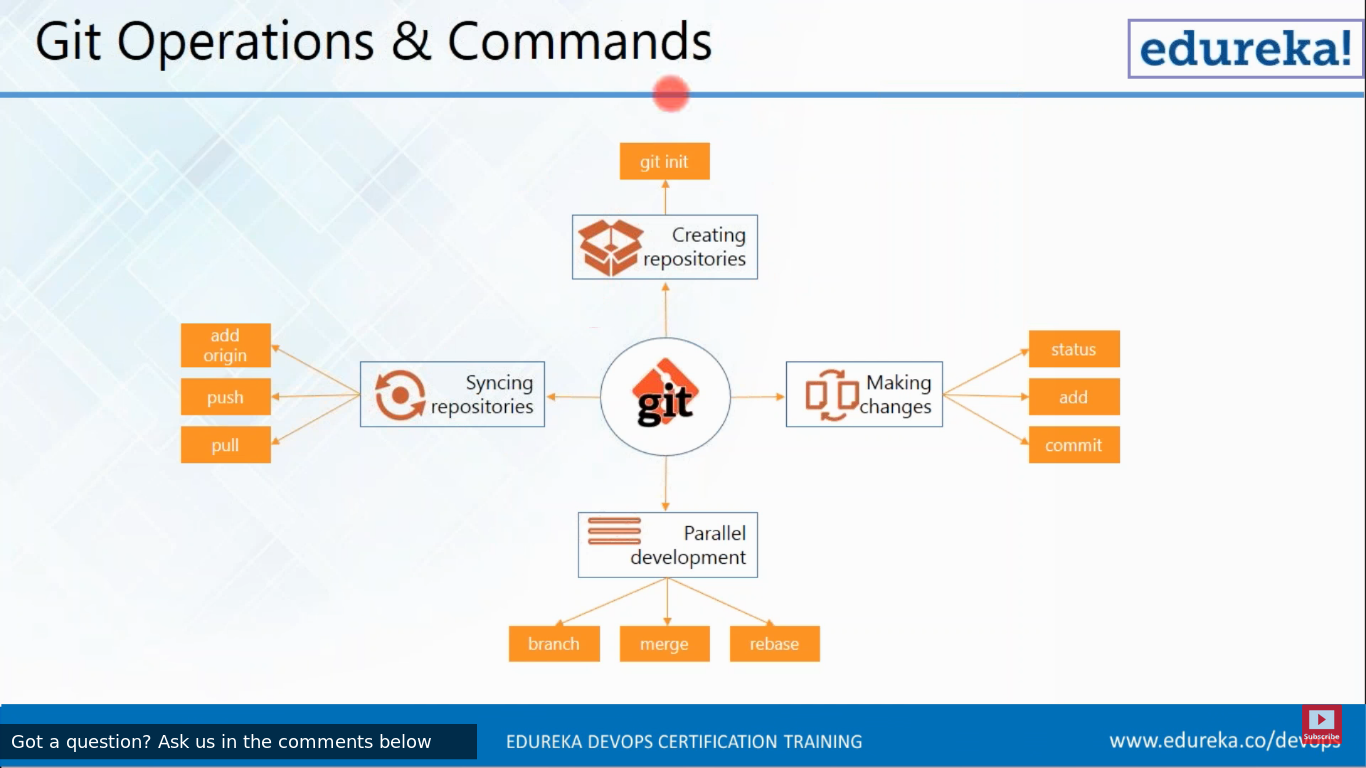 Git Operations & Commands
edureka!
git init
Creating
repositories
add
origin
push
pull
Syncing
repositories
git
Making
changes
status
add
commit
Parallel
development
branch
merge
rebase
Got a question? Ask us in the comments below
EDUREKA DEVOPS CERTIFICATION TRAINING
www.edureka.co/devops
Subscribe